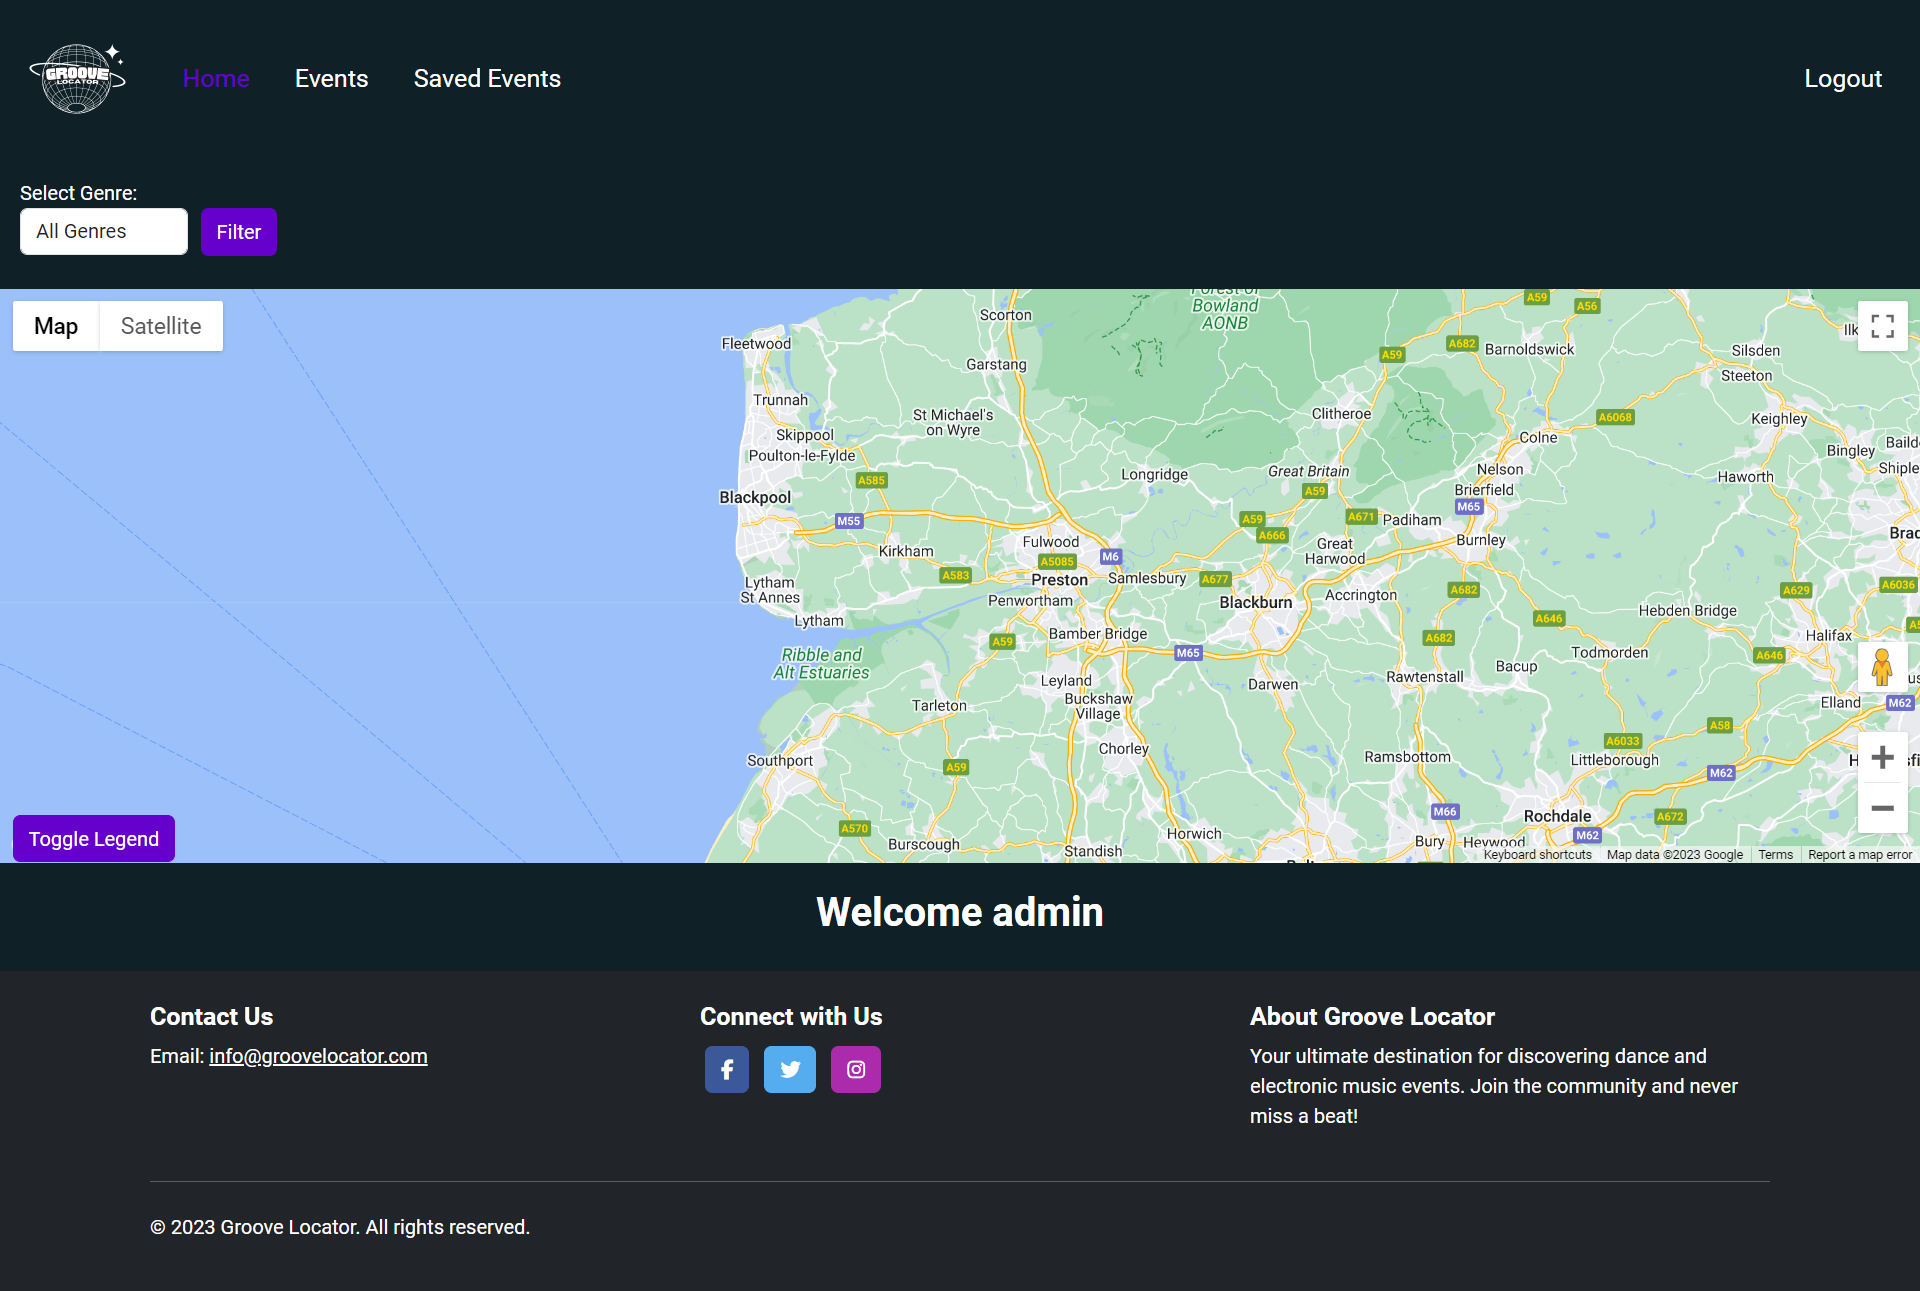 GROOVE
LOCATOR
Home
Events
Saved Events
Logout
Select Genre:
All Genres
Filter
Map
Satellite
Forest of
Bowland
AONB
A59
A56
Scorton
Fleetwood
A59
A682
Barnoldswick
Silsden
Garstang
Steeton
Trunnah
St Michael's
on Wyre
Clitheroe
A6068
Keighley
Skippool
Colne
Poulton-le-Fylde
Bingley
Shiple
A585
Longridge
Great Britain
Nelson
Haworth
Blackpool
A59
Brierfield
M65
M55
A59
A671
Padiham
A666
Kirkham
Fulwood
Great
Harwood
Burnley
A5085
M6
A583
Preston
Samlesbury
A677
Lytham
St Annes
Penwortham
Blackburn
Accrington
A682
A629
A6036
Lytham
A646
Hebden Bridge
A59
Bamber Bridge
A682
Halifax
Ribble and
Alt Estuaries
M65
Todmorden
A646
Leyland
Darwen
Rawtenstall
Bacup
Tarleton
Buckshaw
Village
Elland
M62
Chorley
A6033
A58
Southport
A59
Ramsbottom
Littleborough
M62
A570
M66
Rochdale
A672
Toggle Legend
Burscough
Standish
Horwich
Bury
Heywood
M62
Keyboard shortcuts
Map data ©2023 Google
Terms
Report a map error
Welcome admin
Contact Us
Email: info@groovelocator.com
Connect with Us
About Groove Locator
Your ultimate destination for discovering dance and
electronic music events. Join the community and never
miss a beat!
© 2023 Groove Locator. All rights reserved.